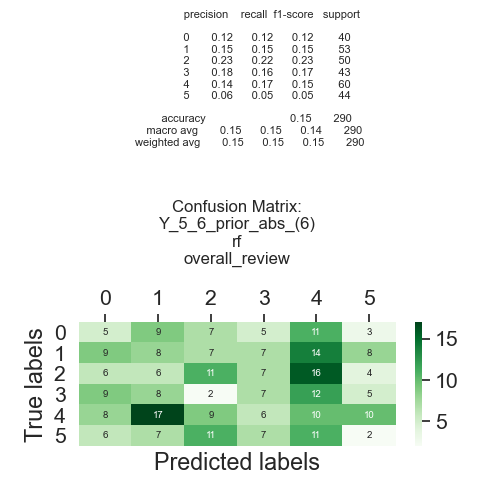 precision recall f1-score support
0 0.12 0.12 0.12 40
1 0.15 0.15 0.15 53
2 0.23 0.22 0.23 50
3 0.18 0.16 0.17 43
4 0.14 0.17 0.15 60
5 0.06 0.05 0.05 44
accuracy 0.15 290
macro avg 0.15 0.15 0.14 290
weighted avg 0.15 0.15 0.15 290
Confusion Matrix:
Y_5_6_prior_abs_(6)
rf
overall_review
0 1 2 3 4 5
0 5 9 7 5 11 3
1 9 8 7 7 14 8
2 6 6 11 7 16 4
3 9 8 2 7 12 5
4 8 17 9 6 10 10
5 6 7 11 7 11 2
True labels
Predicted labels
15
10
5